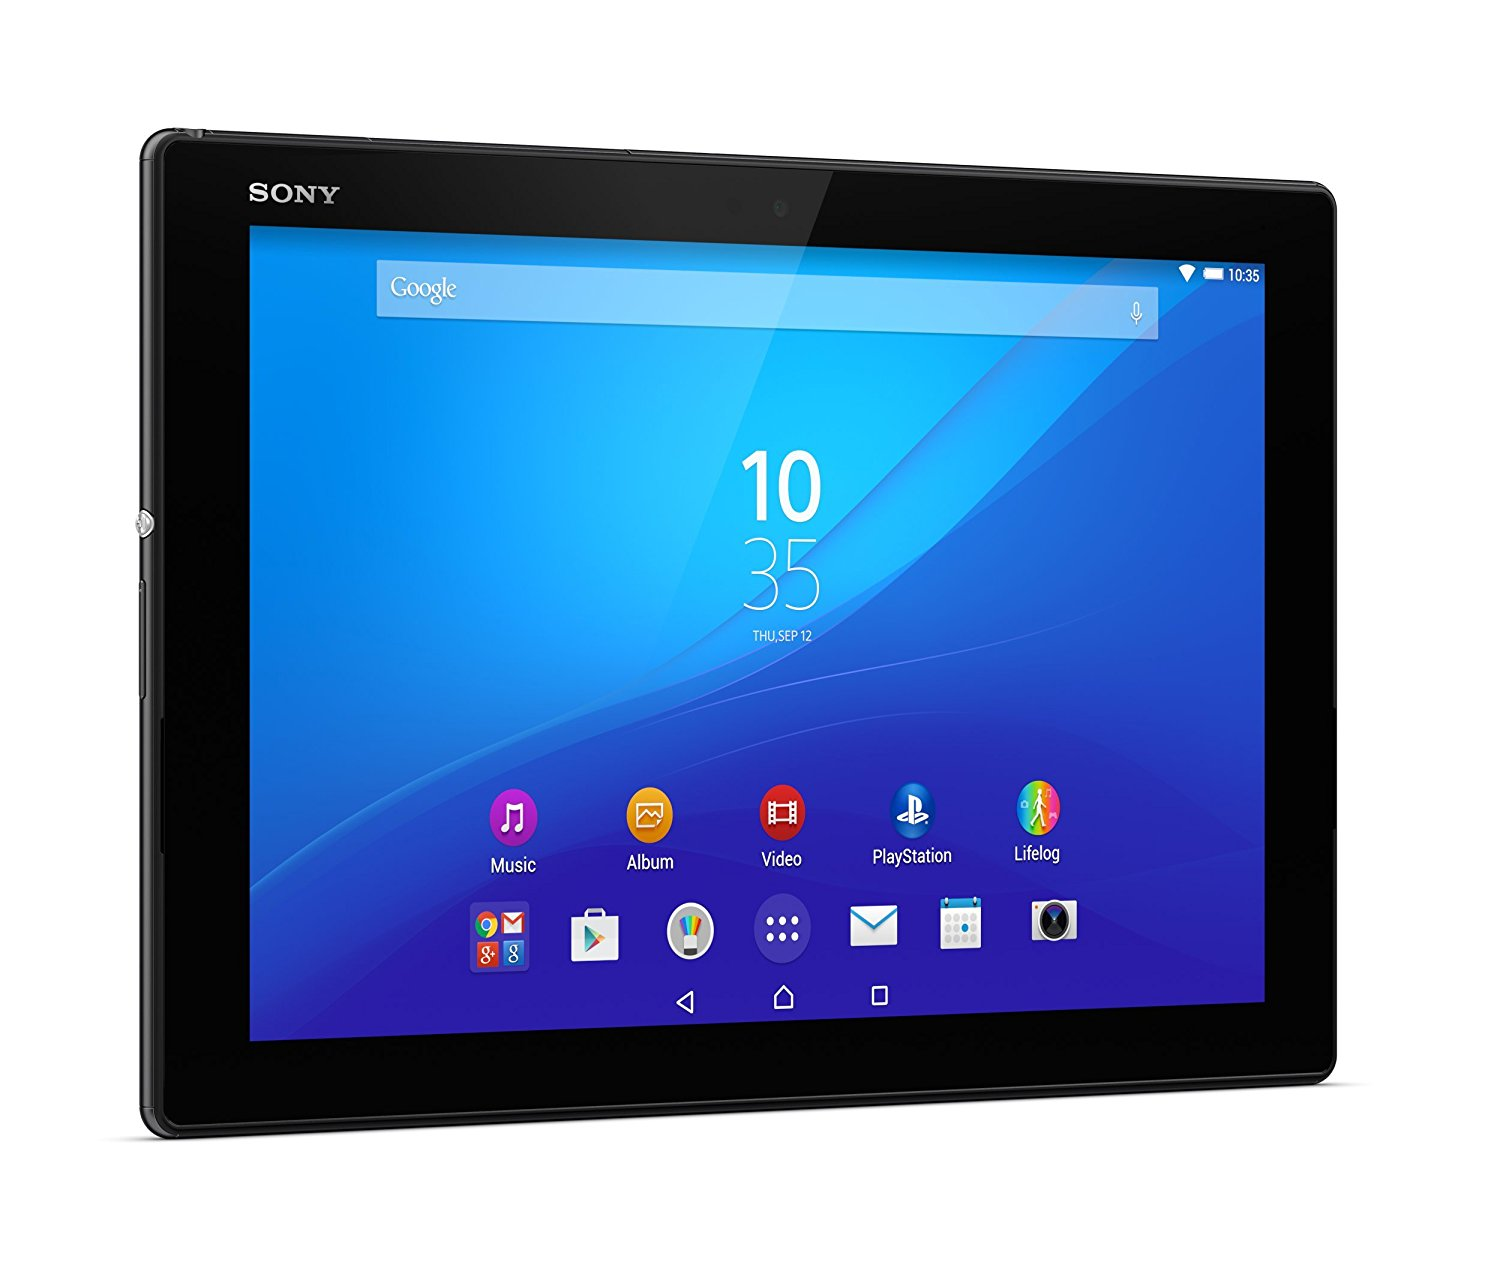 SONY
10:35
Google
10
35
THU,SEP 12
Music
Album
Video
PlayStation
Lifelog
g+
g